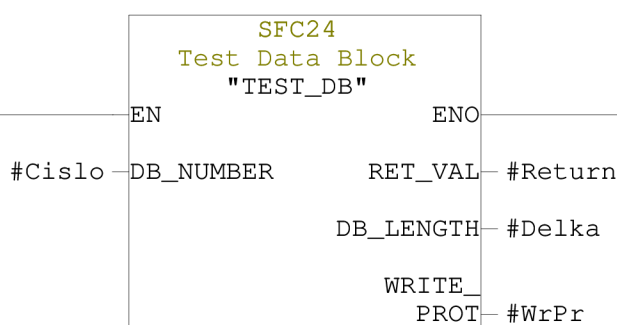 SFC24
Test Data Block
"TEST_DB"
EN ENO
#Cislo DB_NUMBER RET_VAL #Return
DB_LENGTH #Delka
WRITE_
PROT #WrPr